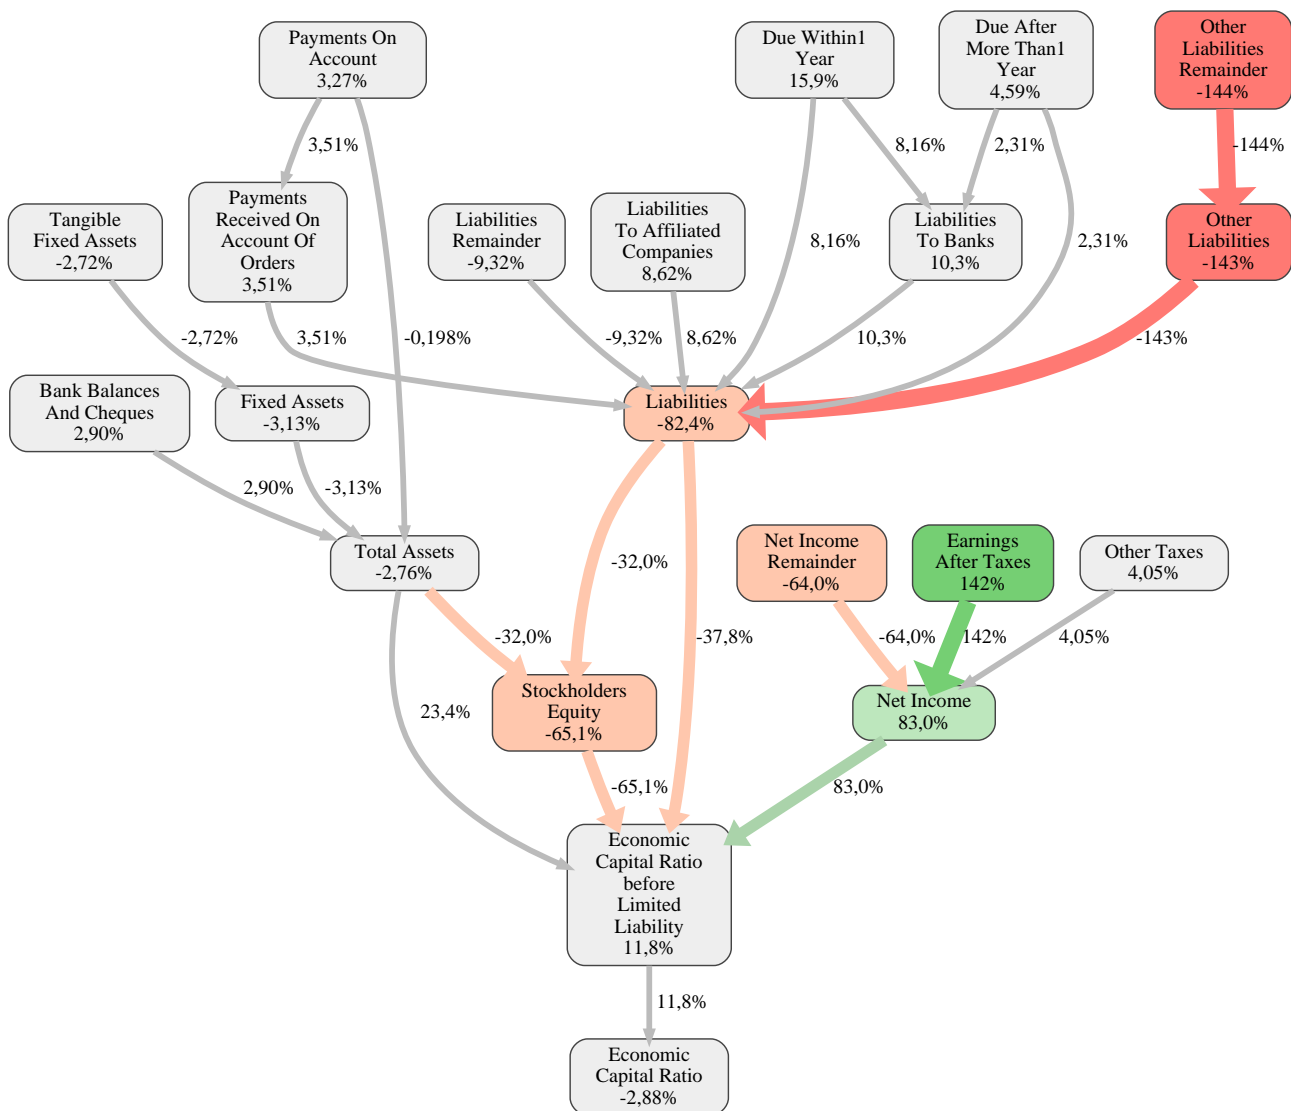 Payments On
Account
3,27%
Due Within1
Year
15,9%
Due After
More Than1
Year
4,59%
Other
Liabilities
Remainder
-144%
3,51%
8,16%
2,31%
-144%
Tangible
Fixed Assets
-2,72%
Payments
Received On
Account Of
Orders
3,51%
Liabilities
Remainder
-9,32%
Liabilities
To Affiliated
Companies
8,62%
8,16%
Liabilities
To Banks
10,3%
2,31%
Other
Liabilities
-143%
-2,72%
3,51%
-0,198%
-9,32%
8,62%
10,3%
-143%
Bank Balances
And Cheques
2,90%
Fixed Assets
-3,13%
Liabilities
-82,4%
2,90%
-3,13%
Total Assets
-2,76%
-32,0%
Net Income
Remainder
-64,0%
Earnings
After Taxes
142%
Other Taxes
4,05%
-32,0%
-37,8%
-64,0%
142%
4,05%
23,4%
Stockholders
Equity
-65,1%
Net Income
83,0%
-65,1%
83,0%
Economic
Capital Ratio
before
Limited
Liability
11,8%
11,8%
Economic
Capital Ratio
-2,88%